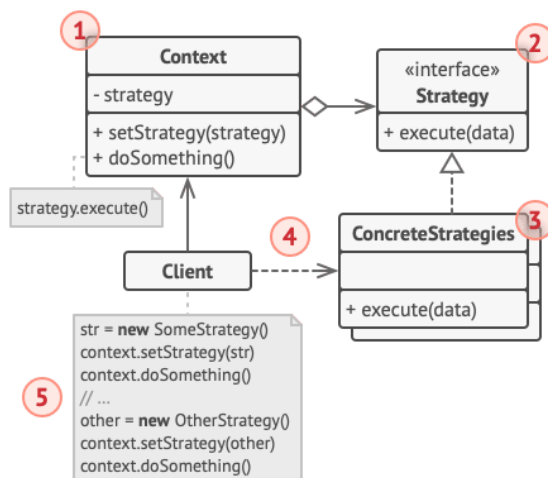 1
Context
- strategy
+ setStrategy(strategy)
+ doSomething()
2
«interface»
Strategy
+ execute(data)
strategy.execute()
3
ConcreteStrategies
+ execute(data)
4
Client
5
str = new SomeStrategy()
context.setStrategy(str)
context.doSomething()
// ...
other = new OtherStrategy()
context.setStrategy(other)
context.doSomething()